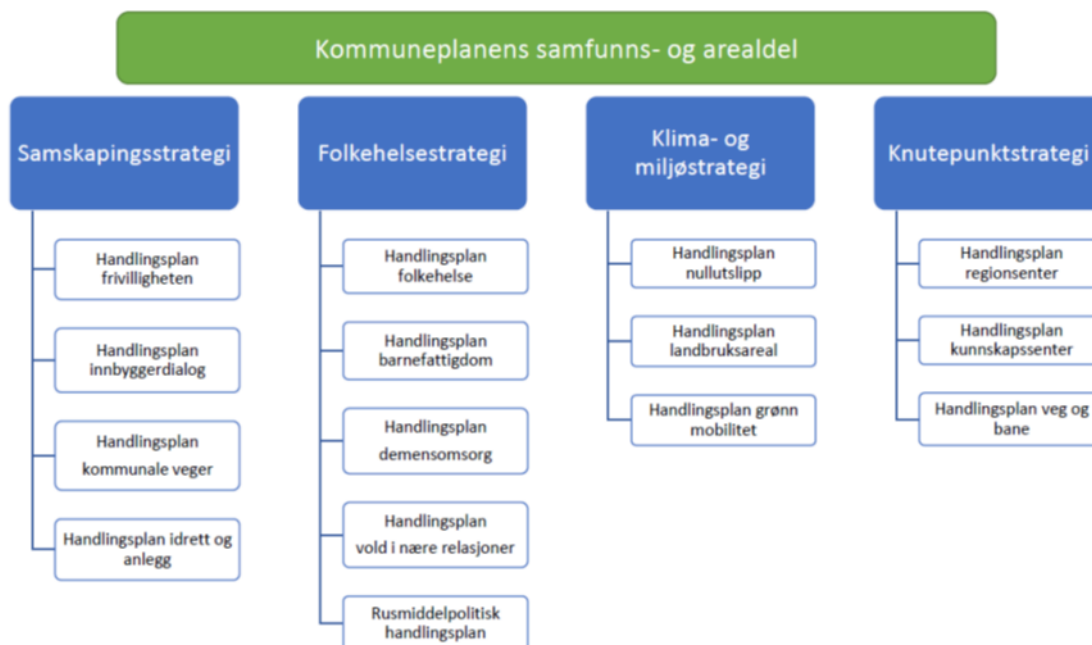 Kommuneplanens samfunns- og arealdel
Samskapingsstrategi
Handlingsplan
frivilligheten
Handlingsplan
innbyggerdialog
Handlingsplan
kommunale veger
Handlingsplan idrett og
anlegg
Folkehelsestrategi
Handlingsplan
folkehelse
Handlingsplan
barnefattigdom
Handlingsplan
demensomsorg
Handlingsplan
vold i nære relasjoner
Rusmiddelpolitisk
handlingsplan
Klima- og
miljøstrategi
Handlingsplan
nullutslipp
Handlingsplan
landbruksareal
Handlingsplan grønn
mobilitet
Knutepunktstrategi
Handlingsplan
regionsenter
Handlingsplan
kunnskapssenter
Handlingsplan veg og
bane